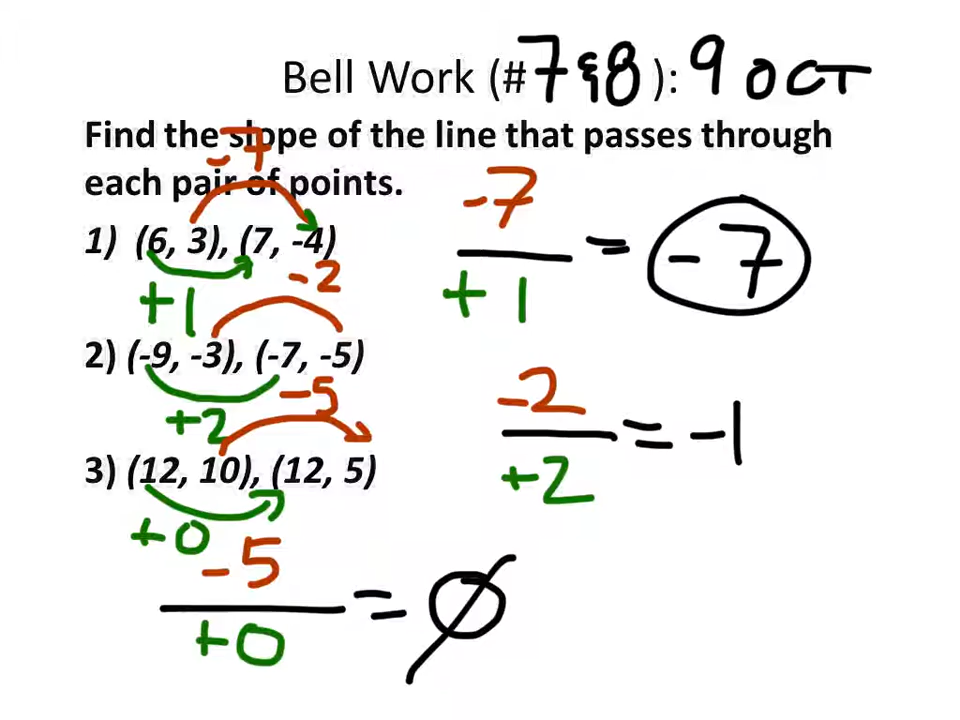 Bell Work (#7&8): 9 OCT
Find the slope of the line that passes through
each pair of points.
-7
1) (6, 3), (7, -4)
+1
-7
+1
= -7
-2
2) (-9, -3), (-7, -5)
+2
-2
+2
= -1
-5
3) (12, 10), (12, 5)
+0
-5
+0
= ∅